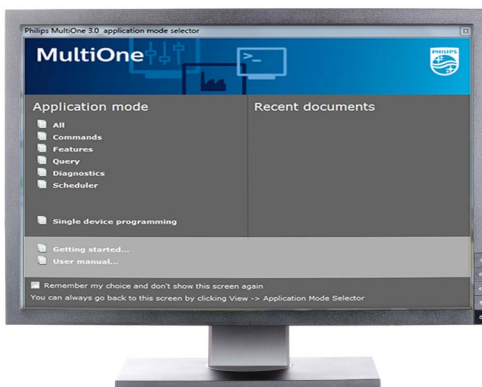 Philips MultiOne 3.0 application mode selector
MultiOne
PHILIPS
Application mode
All
Commands
Features
Query
Diagnostics
Scheduler
Single device programming
Recent documents
Getting started...
User manual...
Remember my choice and don't show this screen again
You can always go back to this screen by clicking View -> Application Mode Selector